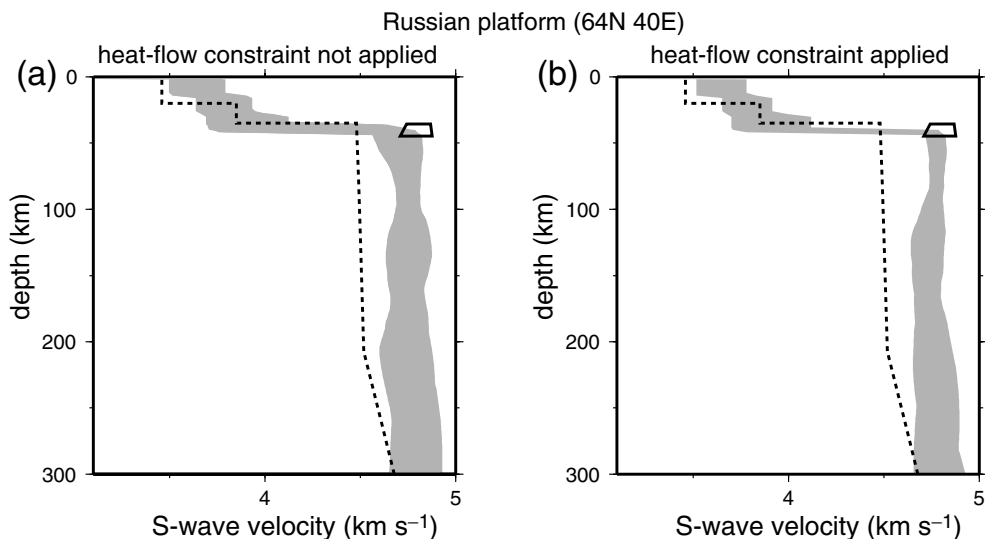 Russian platform (64N 40E)
(a) heat-flow constraint not applied
0
100
200
300
depth (km)
4 5
S-wave velocity (km s⁻¹)
(b) heat-flow constraint applied
0
100
200
300
depth (km)
4 5
S-wave velocity (km s⁻¹)